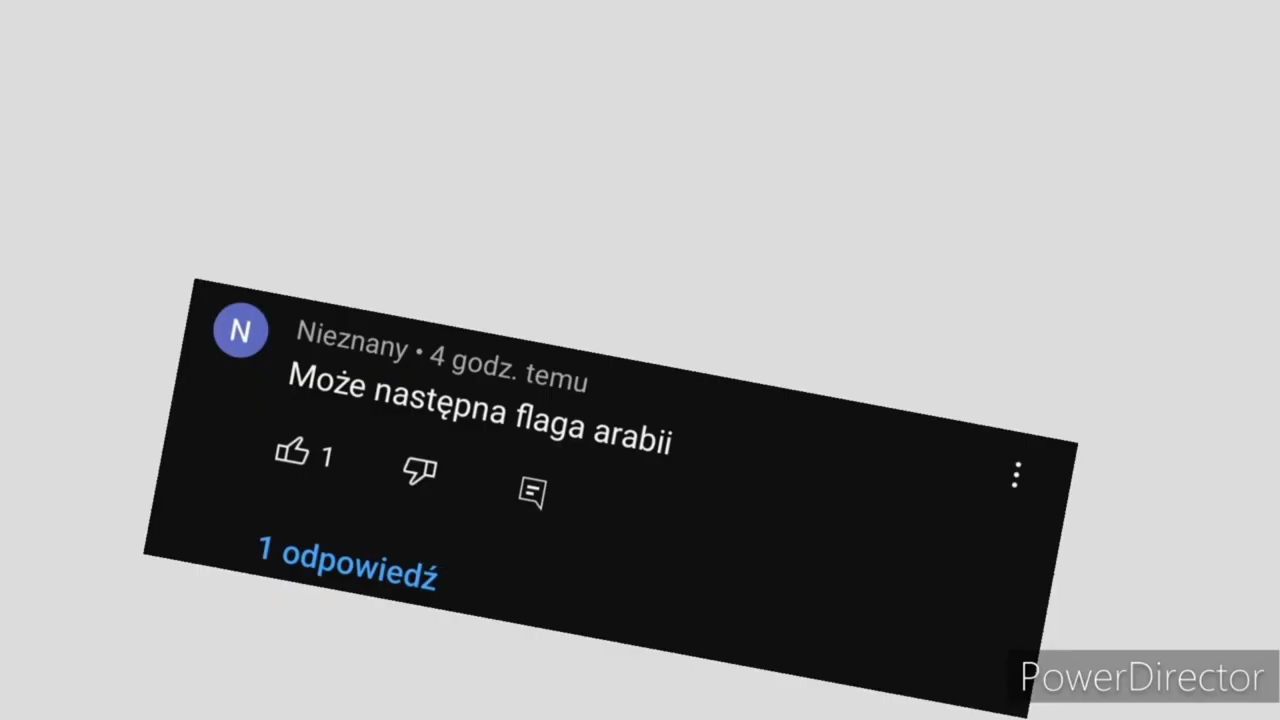 N
Nieznany • 4 godz. temu
Może następna flaga arabii
1
1 odpowiedź
PowerDirector